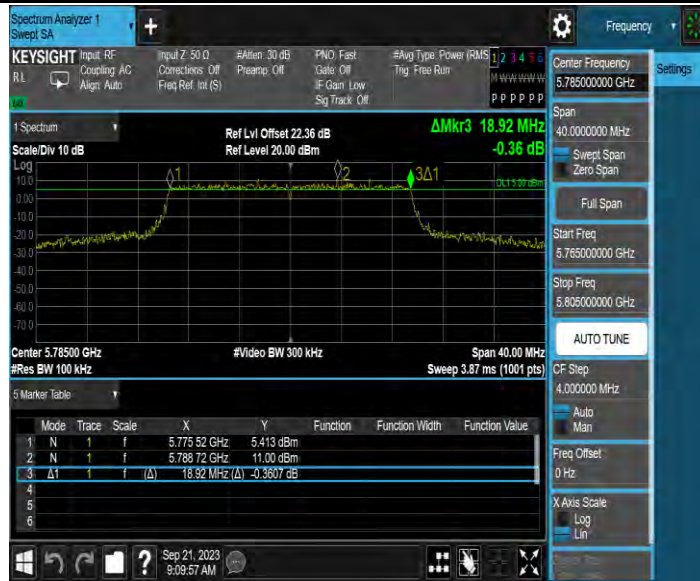 Spectrum Analyzer 1
Swept SA
+
Frequency
KEYSIGHT
RL
Input: RF
Coupling: AC
Align: Auto
Input Z: 50 Ω
Corrections: Off
Freq Ref: Int (S)
#Atten: 30 dB
Preamp: Off
PNO: Fast
Gate: Off
IF Gain: Low
Sig Track: Off
#Avg Type: Power (RMS)
Trig: Free Run
1 2 3 4 5 6
M W W W W W
P P P P P P
Center Frequency
5.785000000 GHz
Settings
Span
40.0000000 MHz
Swept Span
Zero Span
Full Span
Start Freq
5.765000000 GHz
Stop Freq
5.805000000 GHz
AUTO TUNE
CF Step
4.000000 MHz
Auto
Man
Freq Offset
0 Hz
X Axis Scale
Log
Lin
1 Spectrum
Scale/Div 10 dB
Ref Lvl Offset 22.36 dB
Ref Level 20.00 dBm
ΔMkr3 18.92 MHz
-0.36 dB
Log
10.0
0.00
-20.0
-30.0
-50.0
-60.0
-70.0
1
2
3Δ1
DL1 5.00 dBm
Center 5.78500 GHz
#Video BW 300 kHz
Span 40.00 MHz
#Res BW 100 kHz
Sweep 3.87 ms (1001 pts)
5 Marker Table
Mode Trace Scale X Y Function Function Width Function Value
1 N 1 f 5.775 52 GHz 5.413 dBm
2 N 1 f 5.788 72 GHz 11.00 dBm
3 Δ1 1 f (Δ) 18.92 MHz (Δ) -0.3607 dB
4
5
6
?
Sep 21, 2023
9:09:57 AM